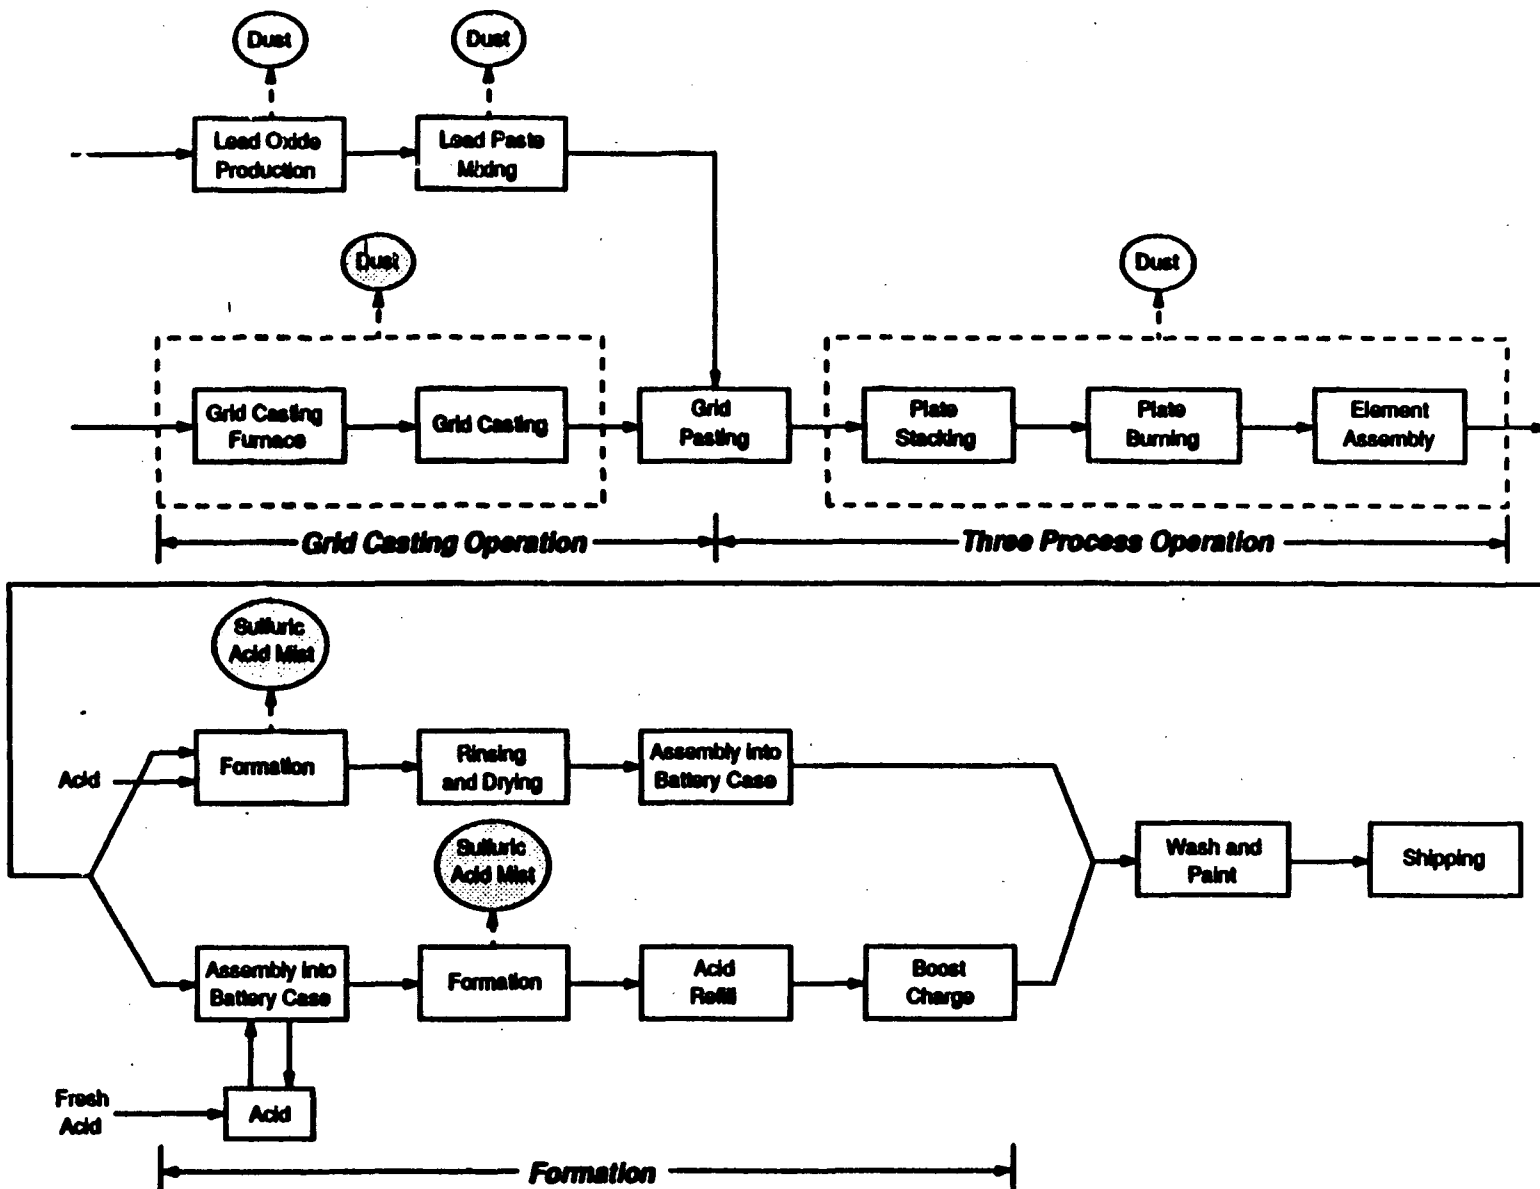 Dust
Dust
Lead Oxide
Production
Lead Paste
Mixing
Dust
Dust
Grid Casting
Furnace
Grid Casting
Grid
Pasting
Plate
Stacking
Plate
Burning
Element
Assembly
Grid Casting Operation
Three Process Operation
Sulfuric
Acid Mist
Acid
Formation
Rinsing
and Drying
Assembly into
Battery Case
Sulfuric
Acid Mist
Wash and
Paint
Shipping
Assembly into
Battery Case
Formation
Acid
Refill
Boost
Charge
Fresh
Acid
Acid
Formation